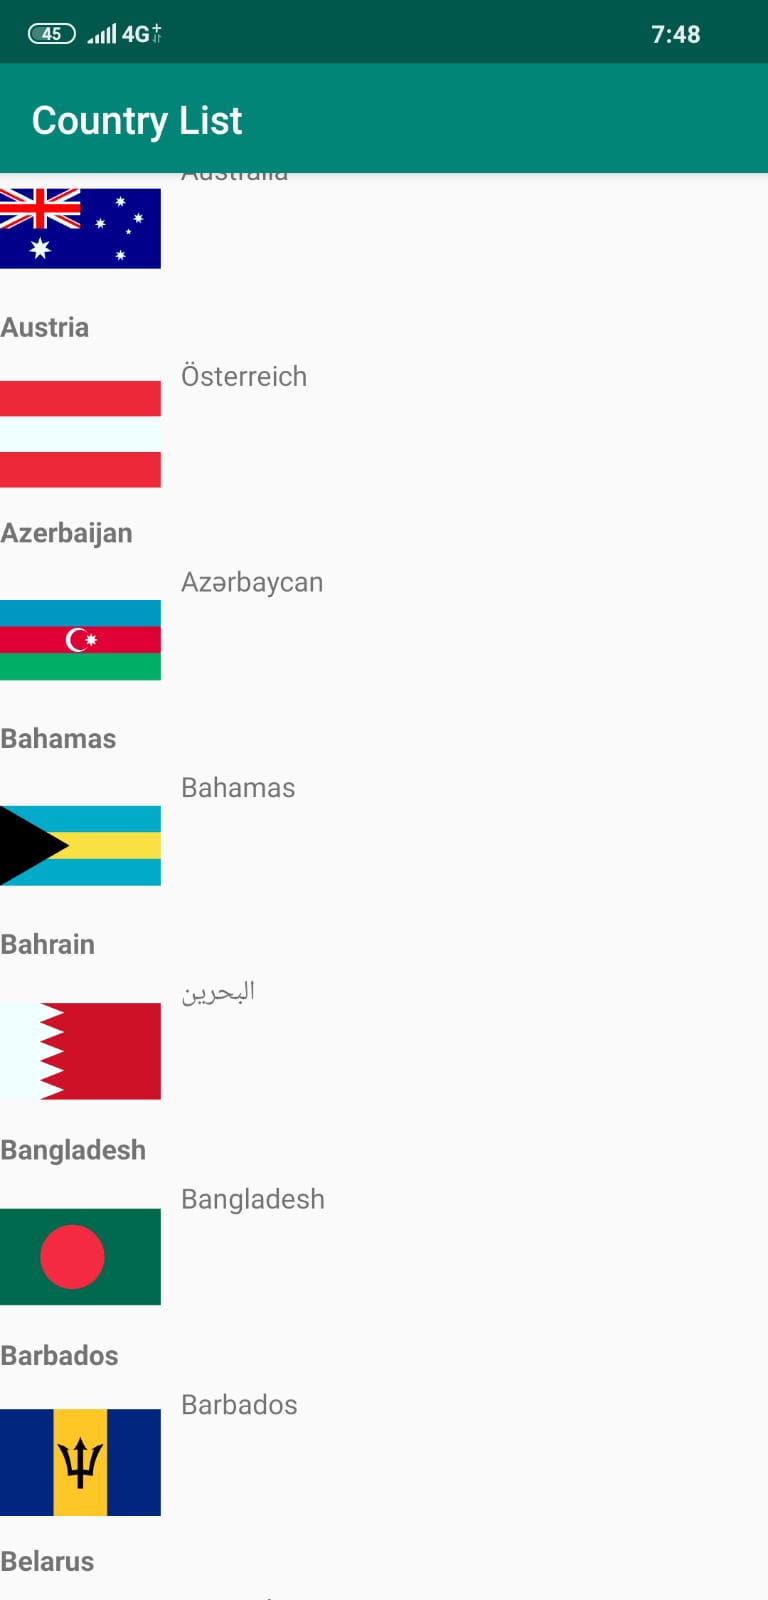 45 4G+ 7:48
Country List
Australia
Austria
Österreich
Azerbaijan
Azərbaycan
Bahamas
Bahamas
Bahrain
البحرين
Bangladesh
Bangladesh
Barbados
Barbados
Belarus